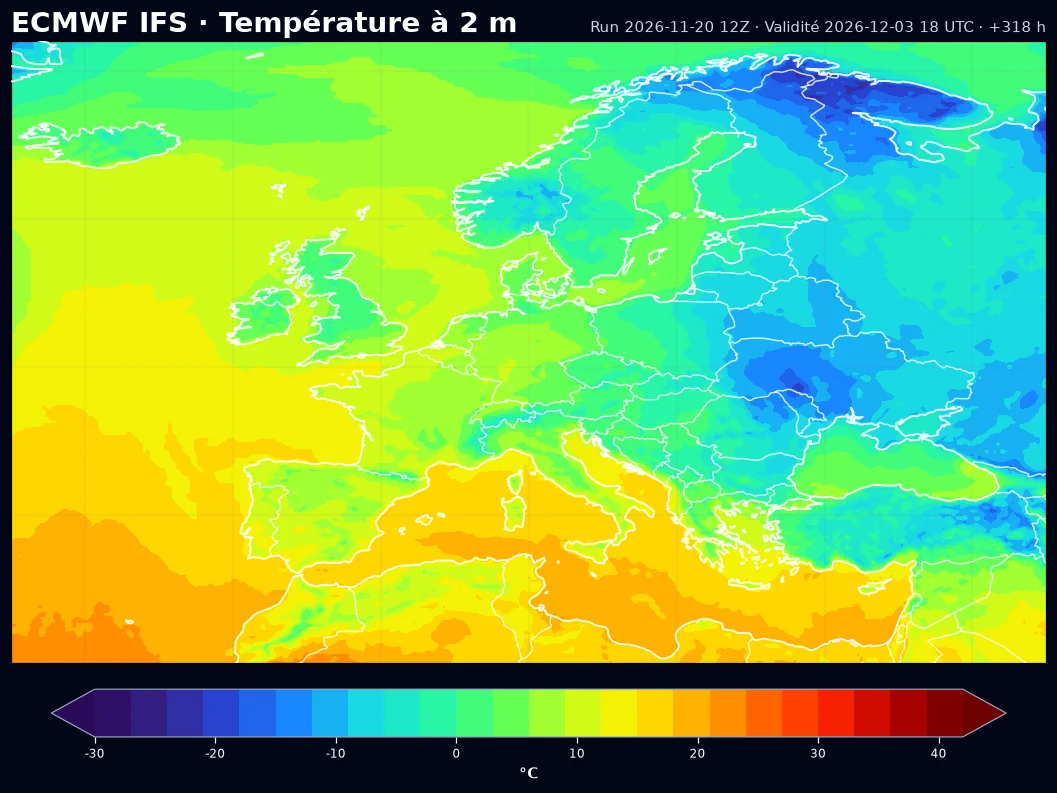 ECMWF IFS · Température à 2 m
Run 2026-11-20 12Z · Validité 2026-12-03 18 UTC · +318 h
-30 -20 -10 0 10 20 30 40
°C